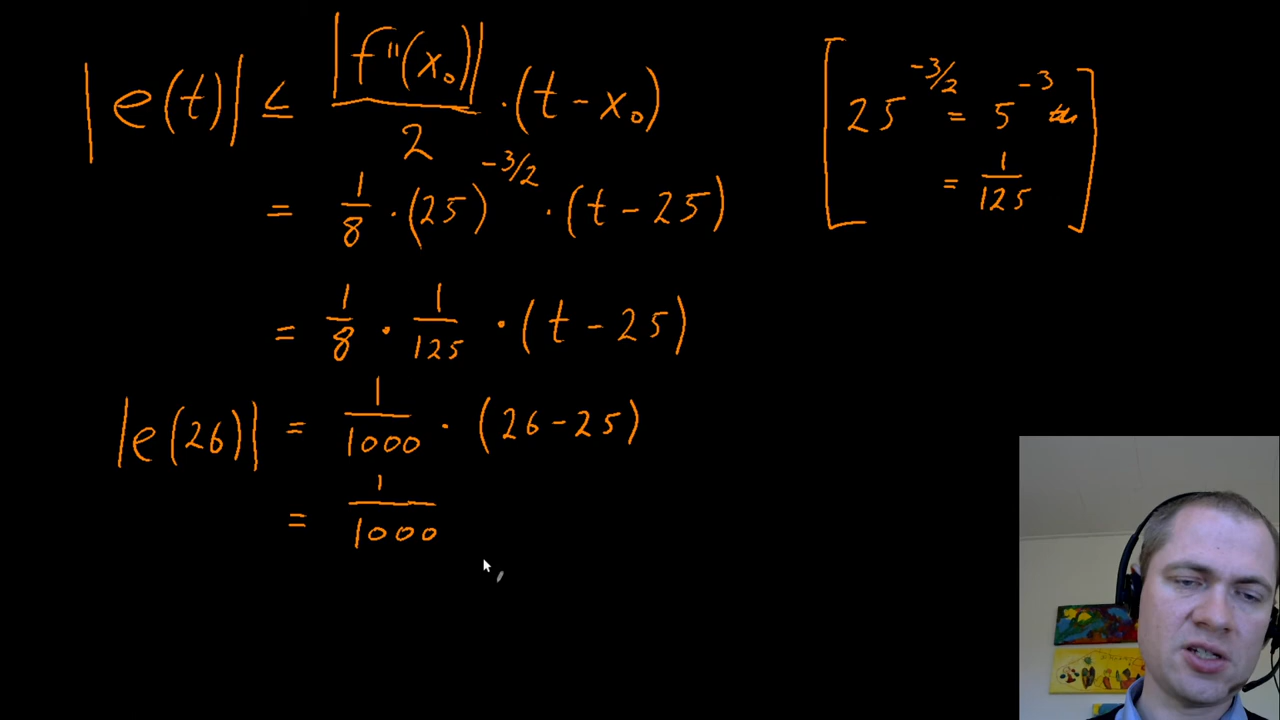 |e(t)| ≤ |f''(x₀)|/2 · (t - x₀)
= 1/8 · (25)^(-3/2) · (t - 25)
= 1/8 · 1/125 · (t - 25)
|e(26)| = 1/1000 · (26 - 25)
= 1/1000
[25^(-3/2) = 5^(-3)
= 1/125]